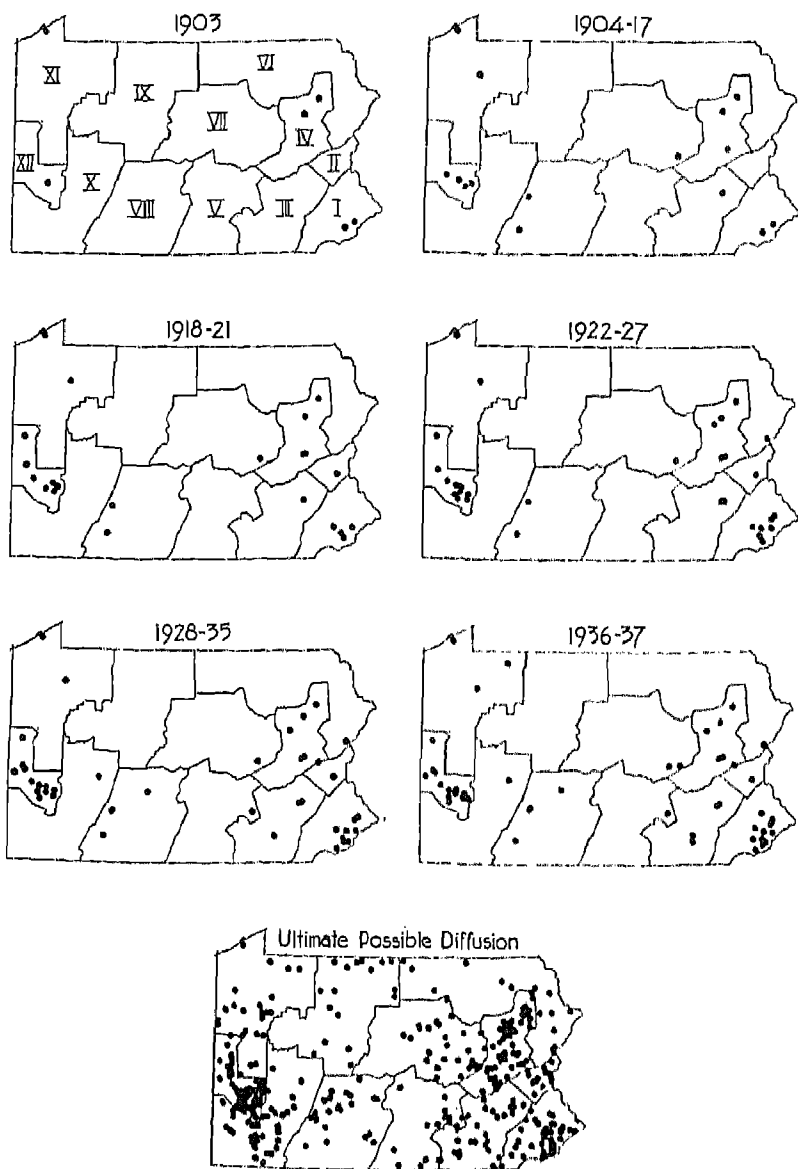 1903
1904-17
VI
XI
IX
VII
IV
XII
II
X
VIII
V
III
I
1918-21
1922-27
1928-35
1936-37
Ultimate Possible Diffusion